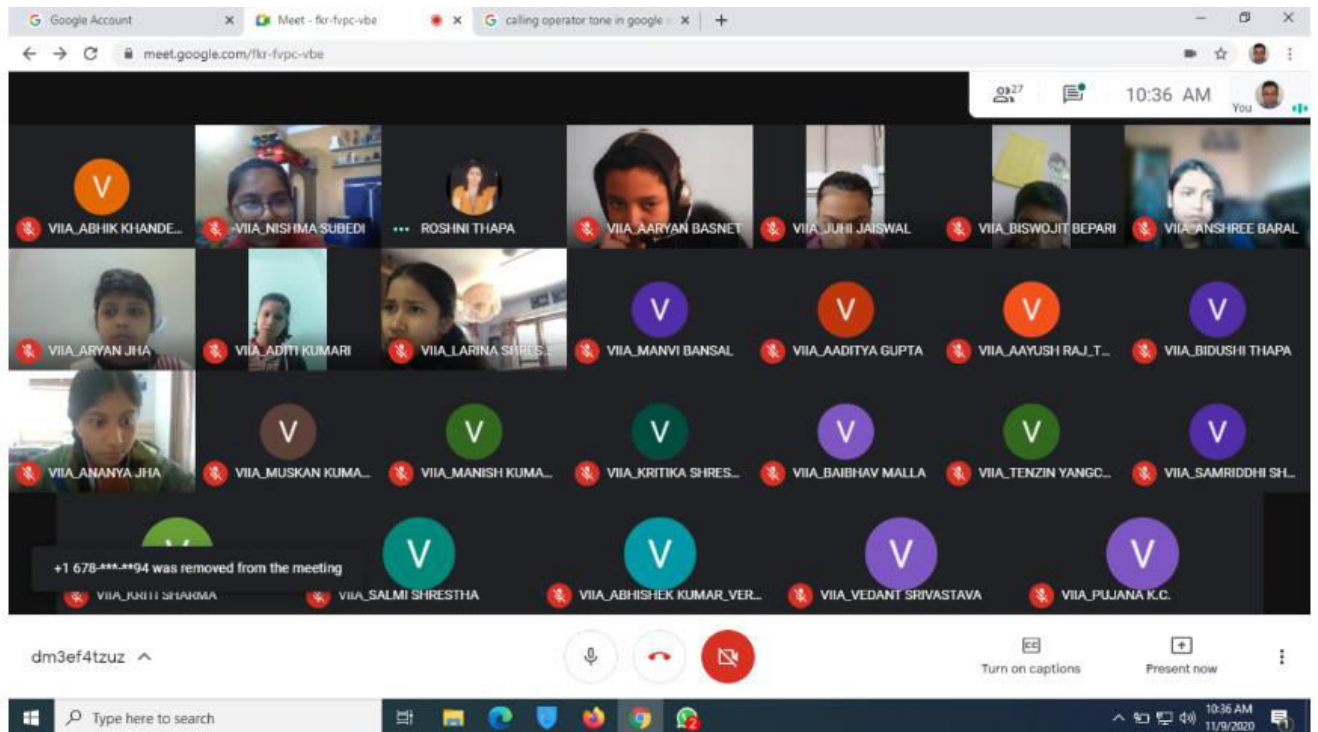 Google Account
Meet - fkr-fvpc-vbe
calling operator tone in google
meet.google.com/fkr-fvpc-vbe
27
10:36 AM
You
V
VIIA_ABHIK KHANDE...
VIIA_NISHMA SUBEDI
ROSHNI THAPA
VIIA_AARYAN BASNET
VIIA_JUHI JAISWAL
VIIA_BISWOJIT BEPARI
VIIA_ANSHREE BARAL
V V V V
VIIA_ARYAN JHA
VIIA_ADITI KUMARI
VIIA_LARINA SHRES...
VIIA_MANVI BANSAL
VIIA_AADITYA GUPTA
VIIA_AAYUSH RAJ_T...
VIIA_BIDUSHI THAPA
V V V V V V
VIIA_ANANYA JHA
VIIA_MUSKAN KUMA...
VIIA_MANISH KUMA...
VIIA_KRITIKA SHRES...
VIIA_BAIBHAV MALLA
VIIA_TENZIN YANGC...
VIIA_SAMRIDDHI SH...
V V V V
+1 678-***-**94 was removed from the meeting
VIIA_KRITI SHARMA
VIIA_SALMI SHRESTHA
VIIA_ABHISHEK KUMAR_VER...
VIIA_VEDANT SRIVASTAVA
VIIA_PUJANA K.C.
dm3ef4tzuz
CC
Turn on captions
Present now
Type here to search
2
10:36 AM
11/9/2020